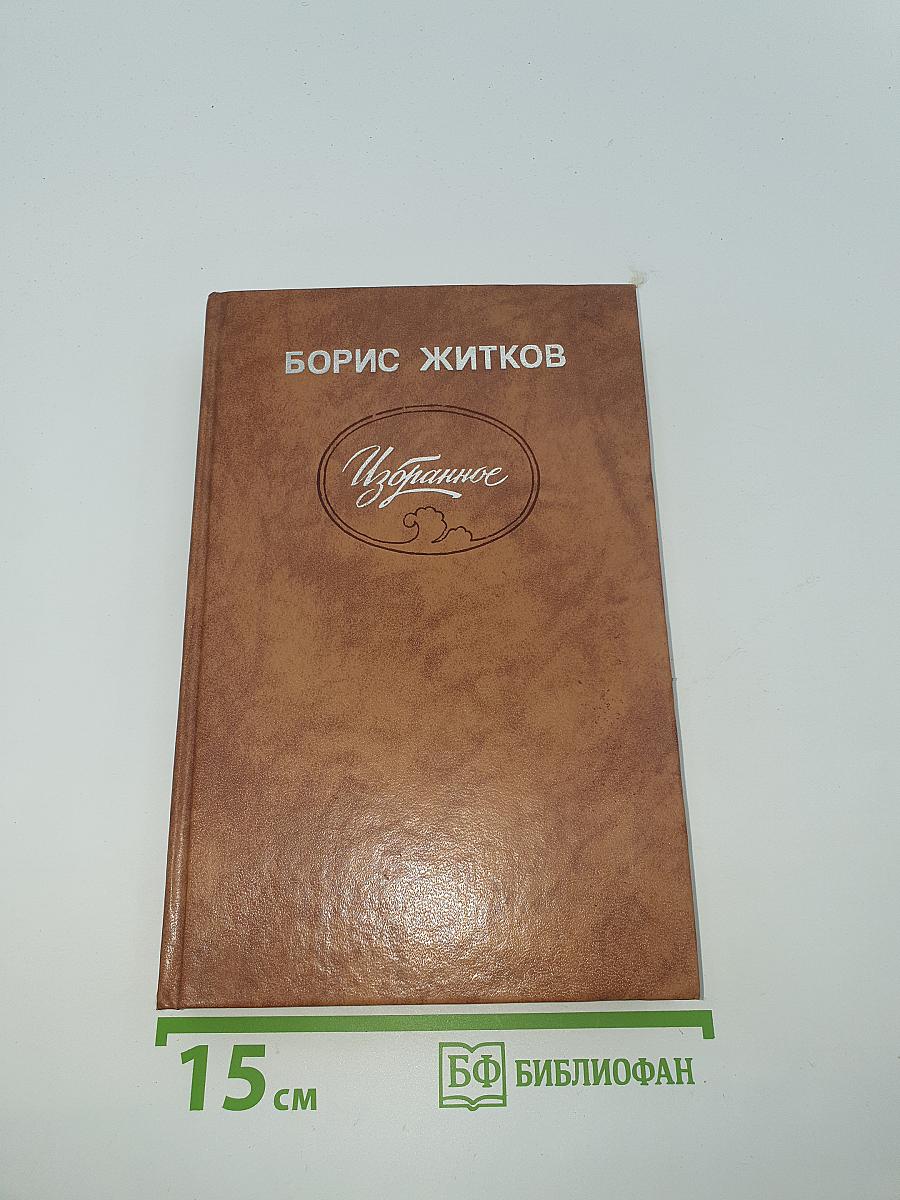 БОРИС ЖИТКОВ
Избранное
15 см
БФ БИБЛИОФАН